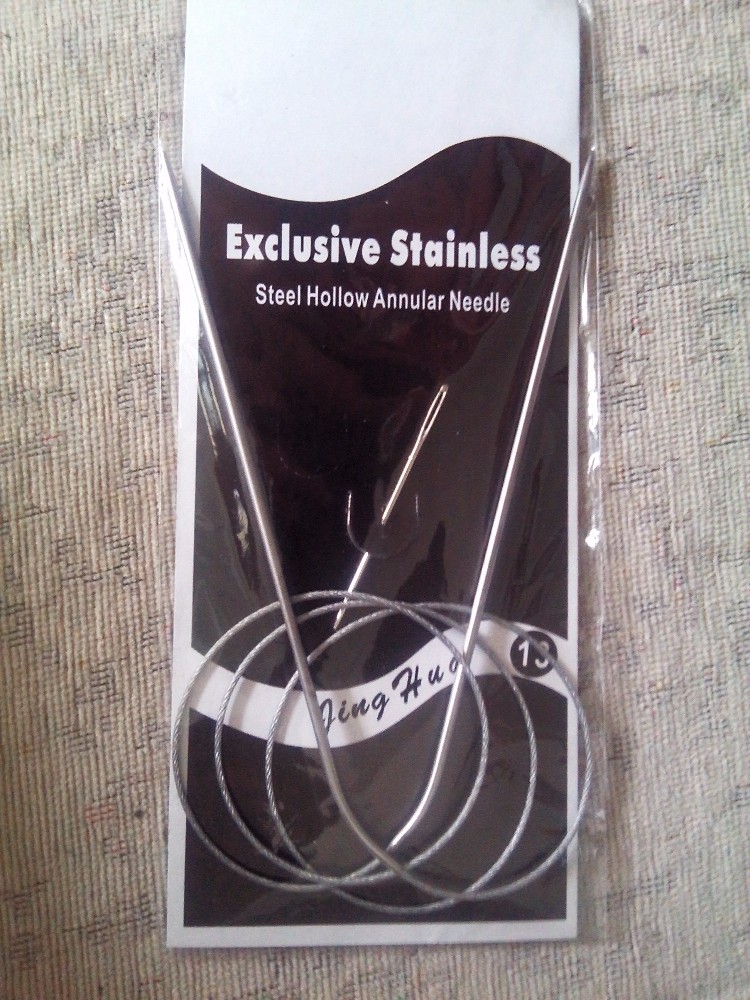 Exclusive Stainless
Steel Hollow Annular Needle
Jing Hua
13